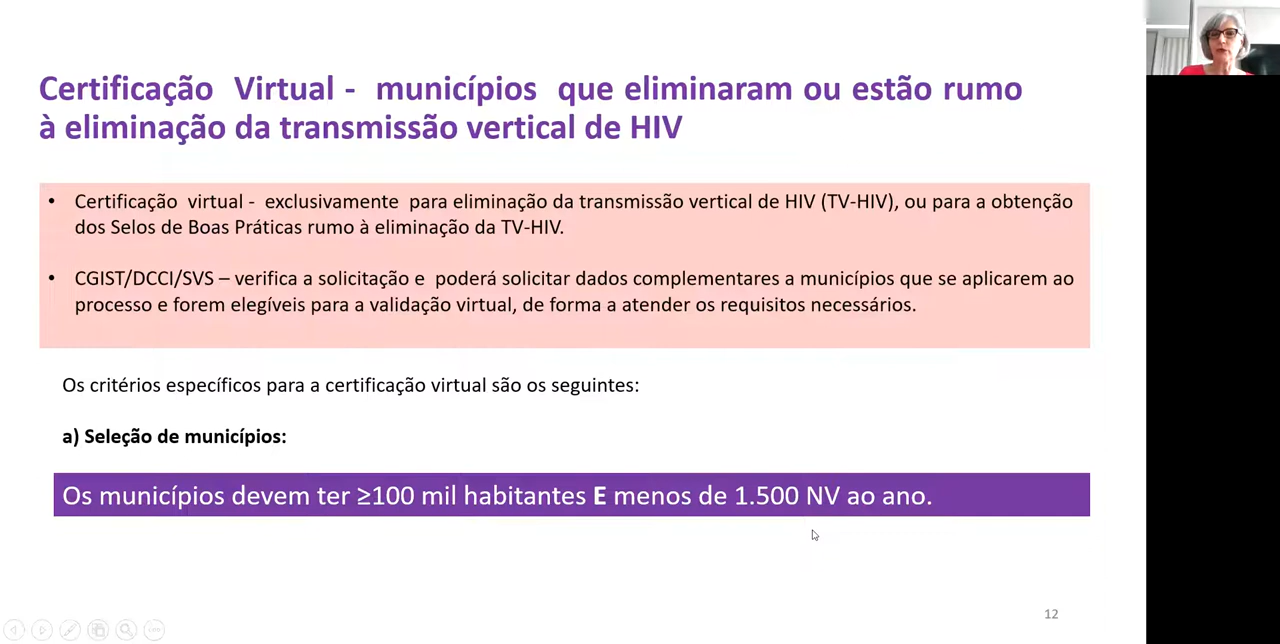 Certificação Virtual - municípios que eliminaram ou estão rumo
à eliminação da transmissão vertical de HIV
• Certificação virtual - exclusivamente para eliminação da transmissão vertical de HIV (TV-HIV), ou para a obtenção
dos Selos de Boas Práticas rumo à eliminação da TV-HIV.
• CGIST/DCCI/SVS – verifica a solicitação e poderá solicitar dados complementares a municípios que se aplicarem ao
processo e forem elegíveis para a validação virtual, de forma a atender os requisitos necessários.
Os critérios específicos para a certificação virtual são os seguintes:
a) Seleção de municípios:
Os municípios devem ter ≥100 mil habitantes E menos de 1.500 NV ao ano.
12